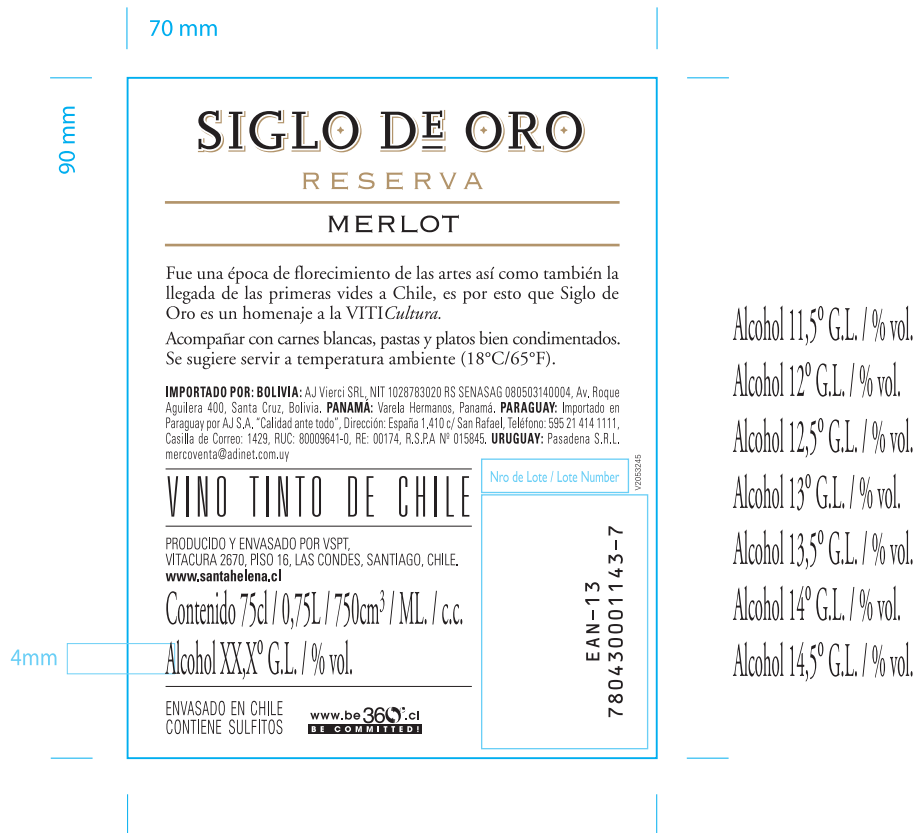 70 mm
90 mm
SIGLO DE ORO
RESERVA
MERLOT
Fue una época de florecimiento de las artes así como también la
llegada de las primeras vides a Chile, es por esto que Siglo de
Oro es un homenaje a la VITICultura.
Acompañar con carnes blancas, pastas y platos bien condimentados.
Se sugiere servir a temperatura ambiente (18°C/65°F).
IMPORTADO POR: BOLIVIA: AJ Vierci SRL, NIT 1028783020 RS SENASAG 080503140004, Av, Roque
Aguilera 400, Santa Cruz, Bolivia. PANAMÁ: Varela Hermanos, Panamá. PARAGUAY: Importado en
Paraguay por AJ S.A, "Calidad ante todo", Dirección: España 1.410 c/ San Rafael, Teléfono: 595 21 414 1111,
Casilla de Correo: 1429, RUC: 80009641-0, RE: 00174, R.S.P.A Nº 015845. URUGUAY: Pasadena S.R.L.
mercoventa@adinet.com.uy
VINO TINTO DE CHILE
Nro de Lote / Lote Number
V2053245
PRODUCIDO Y ENVASADO POR VSPT,
VITACURA 2670, PISO 16, LAS CONDES, SANTIAGO, CHILE.
www.santahelena.cl
Contenido 75cl / 0,75L / 750cm³ / ML. / c.c.
4mm
Alcohol XX,Xº G.L. / % vol.
ENVASADO EN CHILE
CONTIENE SULFITOS
www.be360°.cl
BE COMMITTED!
EAN-13
7804300001143-7
Alcohol 11,5º G.L. / % vol.
Alcohol 12º G.L. / % vol.
Alcohol 12,5º G.L. / % vol.
Alcohol 13º G.L. / % vol.
Alcohol 13,5º G.L. / % vol.
Alcohol 14º G.L. / % vol.
Alcohol 14,5º G.L. / % vol.